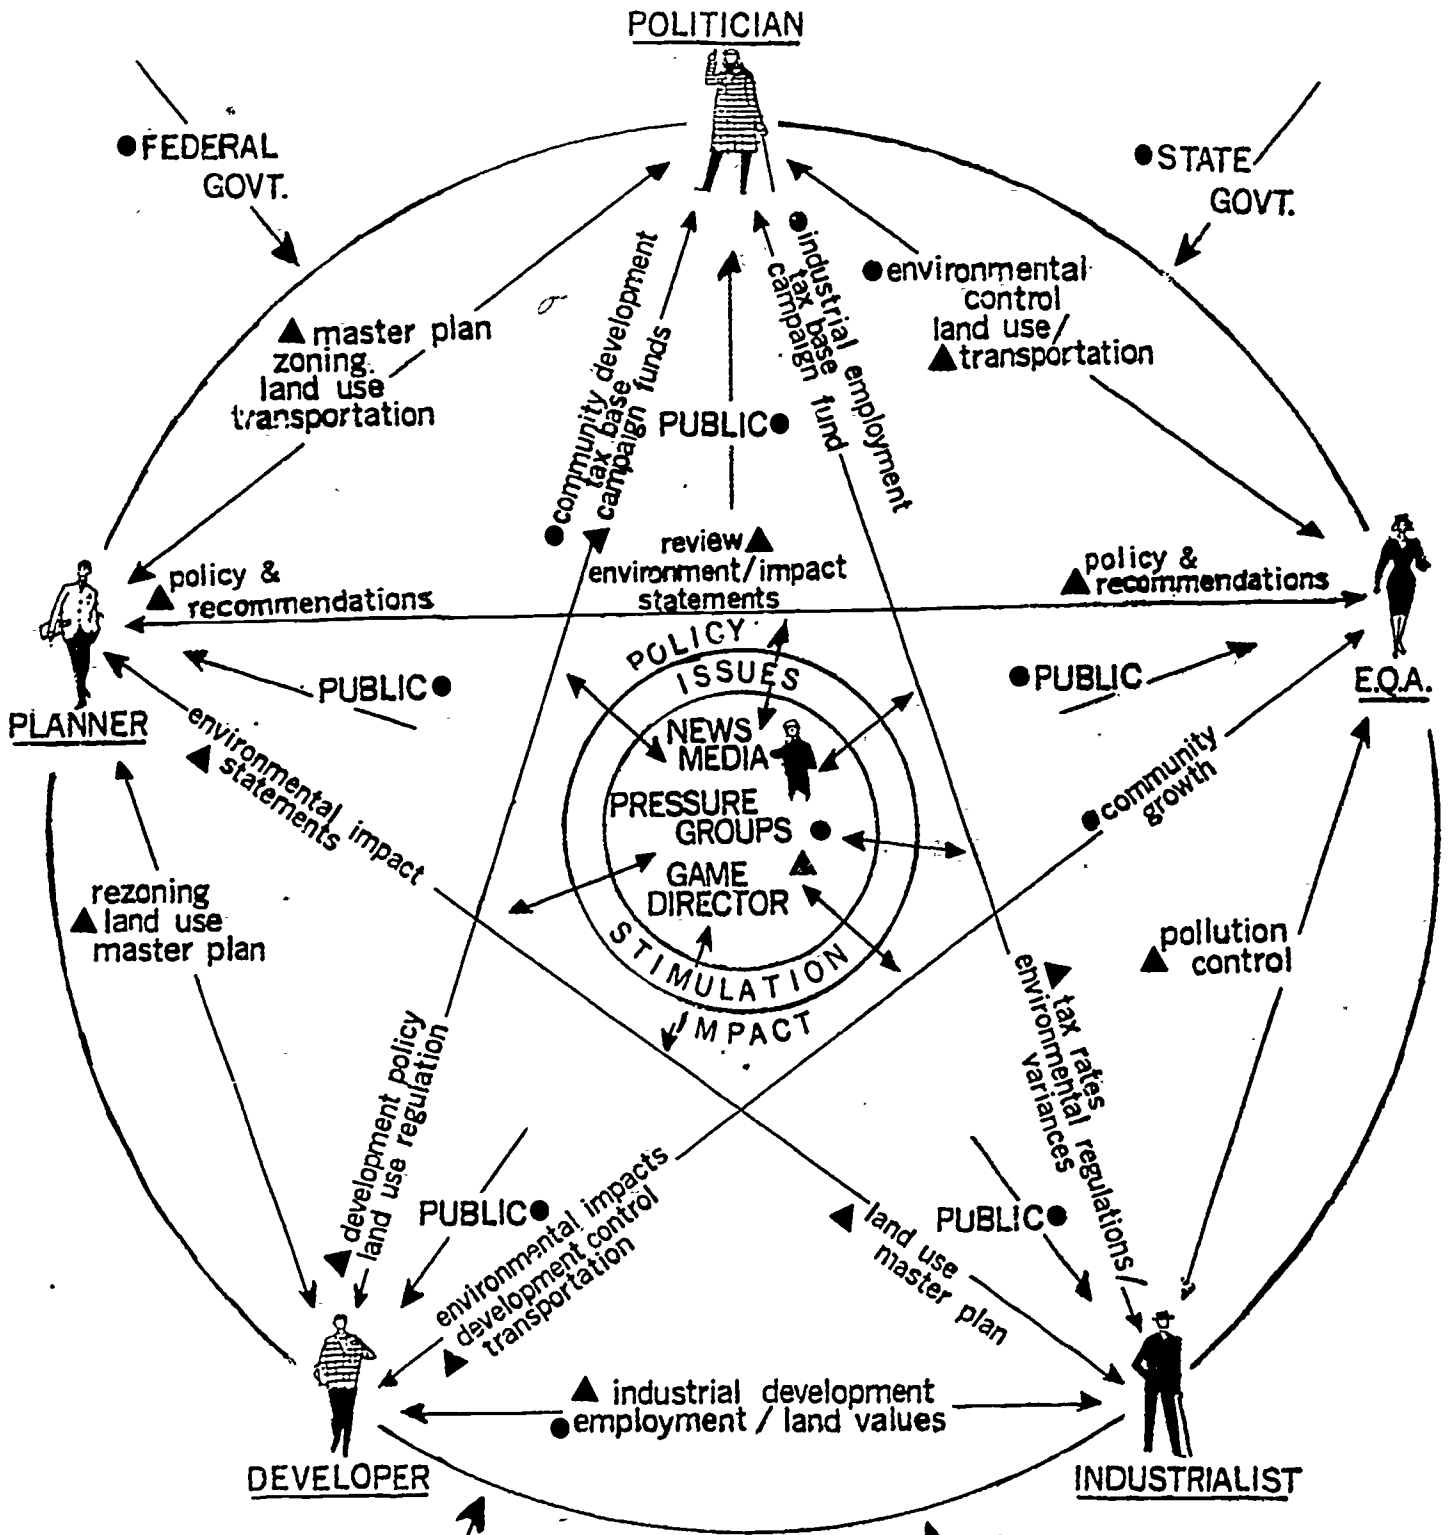 POLITICIAN
●FEDERAL
GOVT.
●STATE
GOVT.
▲master plan
zoning.
land use
transportation
●community development
tax base
▲campaign funds
PUBLIC●
●industrial employment
tax base
campaign fund
●environmental
control
land use/
▲transportation
review▲
environment/impact
statements
policy &
▲recommendations
policy &
▲recommendations
PLANNER
PUBLIC●
●PUBLIC
E.Q.A.
POLICY
ISSUES
NEWS
MEDIA
PRESSURE
GROUPS ●
GAME ▲
DIRECTOR
STIMULATION
IMPACT
environmental impact
▲statements
●community
growth
rezoning
▲land use
master plan
pollution
▲control
▲development policy
land use regulation
▲tax rates
environmental regulations/
variances
PUBLIC●
environmental impacts
▲development control
transportation
▲land use
master plan
PUBLIC●
▲industrial development
●employment / land values
DEVELOPER
INDUSTRIALIST